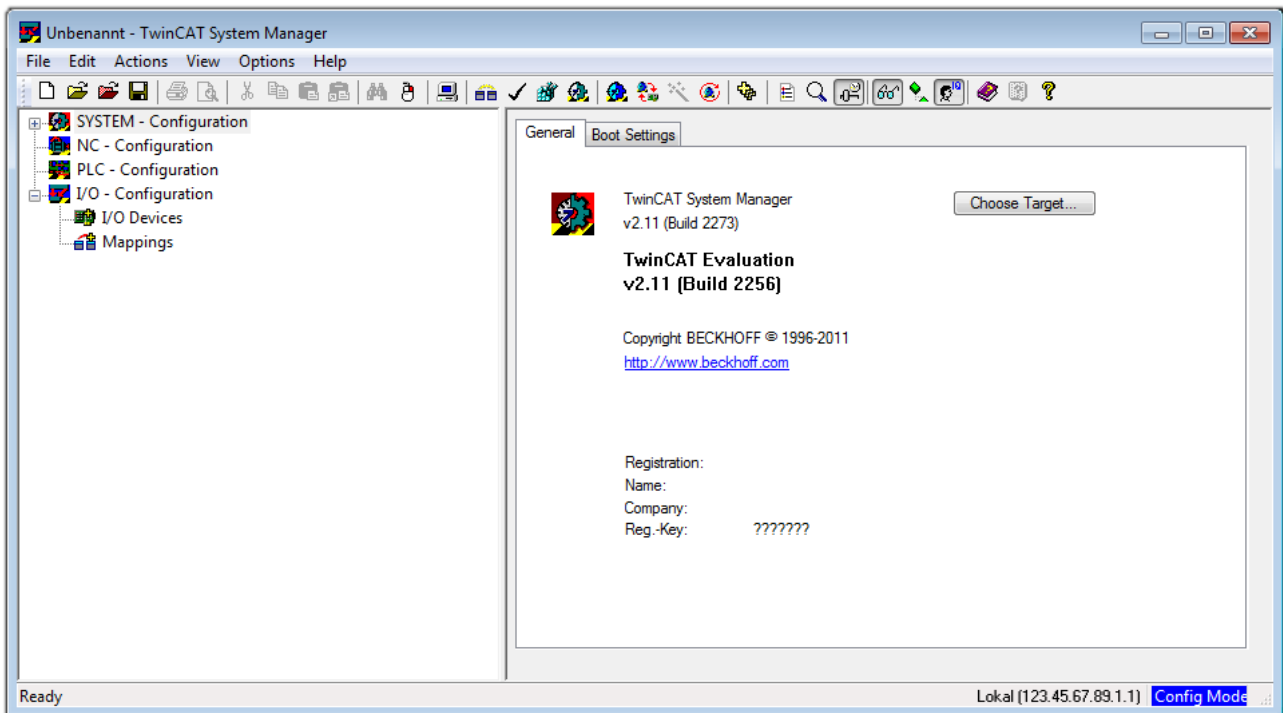 Unbenannt - TwinCAT System Manager
File Edit Actions View Options Help
SYSTEM - Configuration
NC - Configuration
PLC - Configuration
I/O - Configuration
I/O Devices
Mappings
General Boot Settings
TwinCAT System Manager
v2.11 (Build 2273)
Choose Target...
TwinCAT Evaluation
v2.11 (Build 2256)
Copyright BECKHOFF © 1996-2011
http://www.beckhoff.com
Registration:
Name:
Company:
Reg.-Key: ???????
Ready
Lokal (123.45.67.89.1.1) Config Mode